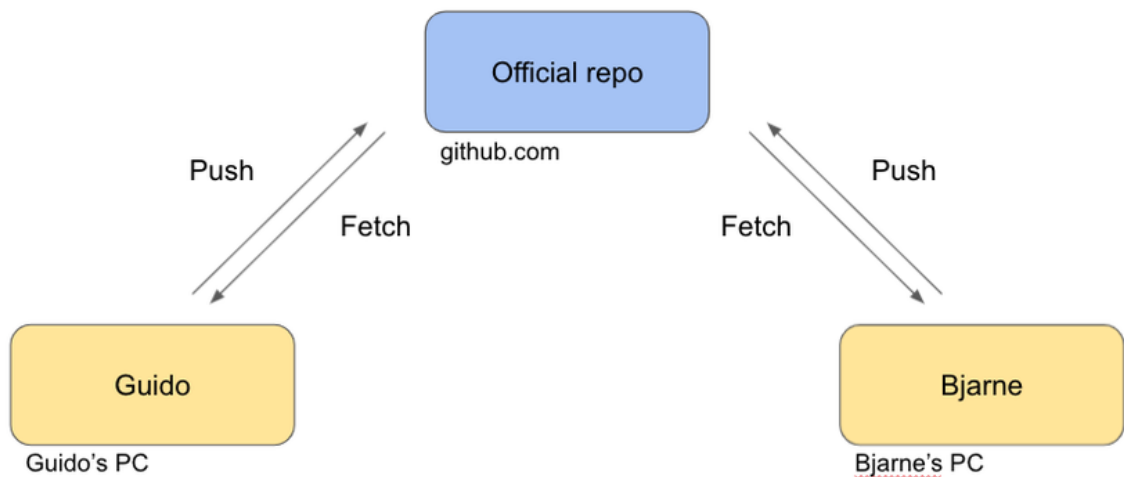 Official repo
github.com
Push
Push
Fetch
Fetch
Guido
Bjarne
Guido’s PC
Bjarne’s PC